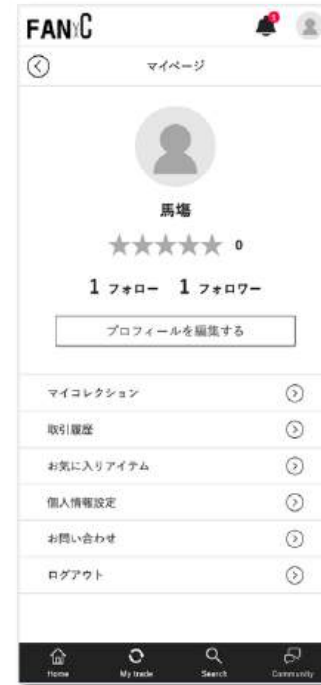 FAN:C
3
マイページ
馬塲
★★★★★ 0
1 フォロー 1 フォロワー
プロフィールを編集する
マイコレクション
取引履歴
お気に入りアイテム
個人情報設定
お問い合わせ
ログアウト
Home My trade Search Community